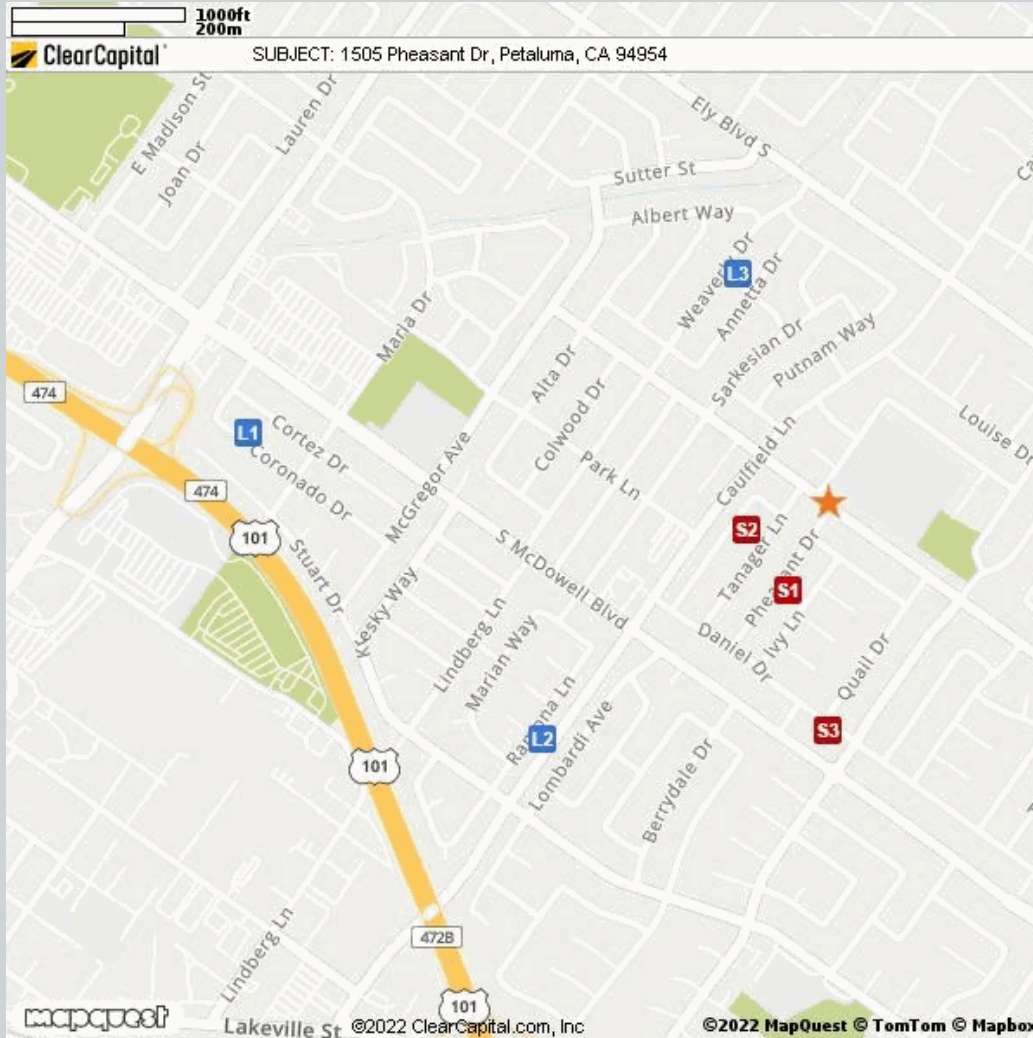 1000ft
200m
ClearCapital
SUBJECT: 1505 Pheasant Dr, Petaluma, CA 94954
E Madison St
Lauren Dr
Joan Dr
Ely Blvd S
Sutter St
Albert Way
Weaverly Dr
L3
Annetta Dr
Maria Dr
Sarkesian Dr
Putnam Way
474
Alta Dr
Colwood Dr
L1
Cortez Dr
Coronado Dr
McGregor Ave
Park Ln
Caulfield Ln
Louise Dr
474
101
Stuart Dr
S McDowell Blvd
S2
Tanager Ln
Pheasant Dr
S1
Kresky Way
Lindberg Ln
Marian Way
Daniel Dr
Ivy Ln
Quail Dr
Ramona Ln
L2
Lombardi Ave
S3
101
Berrydale Dr
Lindberg Ln
472B
101
mapquest
Lakeville St
©2022 ClearCapital.com, Inc
©2022 MapQuest © TomTom © Mapbox